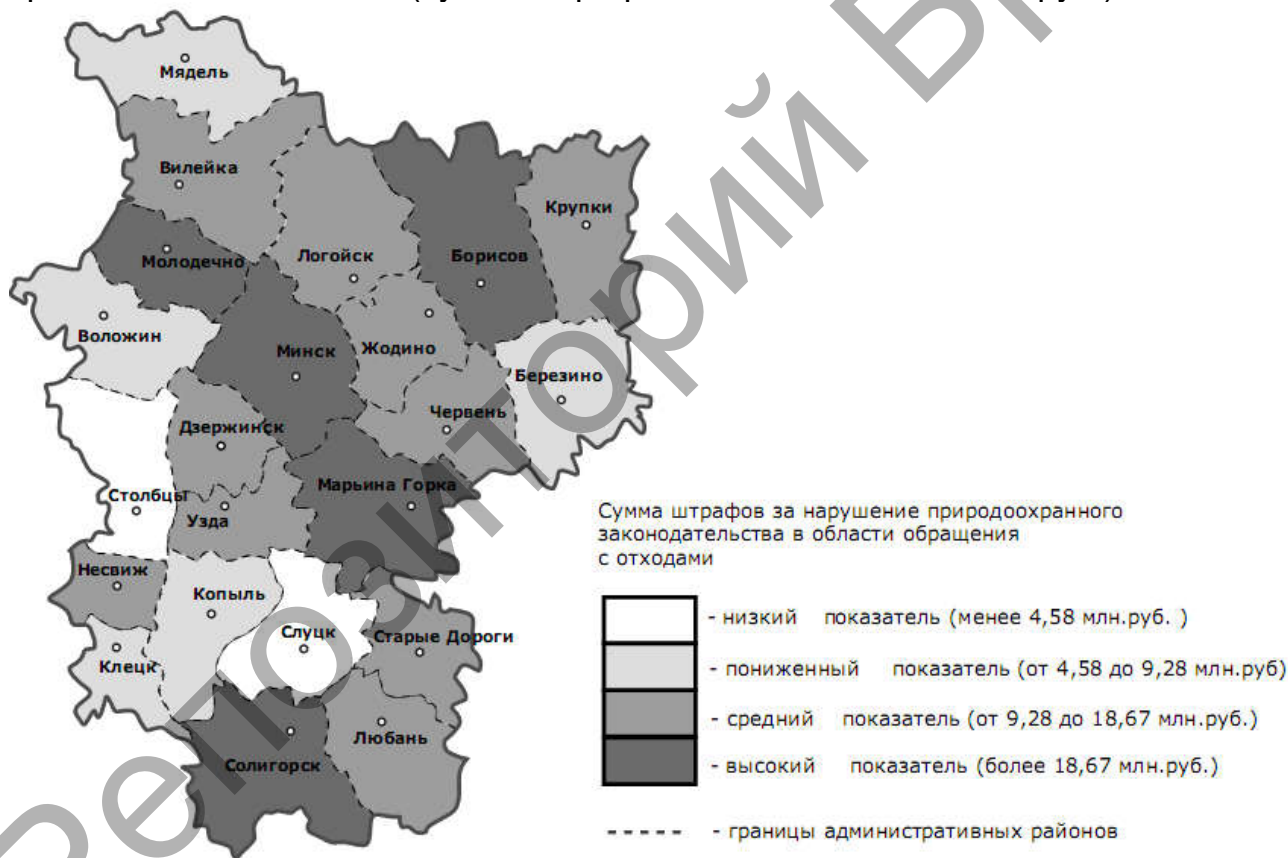 Мядель
Вилейка
Крупки
Молодечно
Логойск
Борисов
Воложин
Минск
Жодино
Березино
Червень
Дзержинск
Марьина Горка
Столбцы
Узда
Несвиж
Копыль
Слуцк
Старые Дороги
Клецк
Любань
Солигорск
Сумма штрафов за нарушение природоохранного
законодательства в области обращения
с отходами
- низкий показатель (менее 4,58 млн.руб. )
- пониженный показатель (от 4,58 до 9,28 млн.руб)
- средний показатель (от 9,28 до 18,67 млн.руб.)
- высокий показатель (более 18,67 млн.руб.)
- границы административных районов
Репозиторий